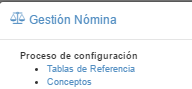 Gestión Nómina
Proceso de configuración
Tablas de Referencia
Conceptos